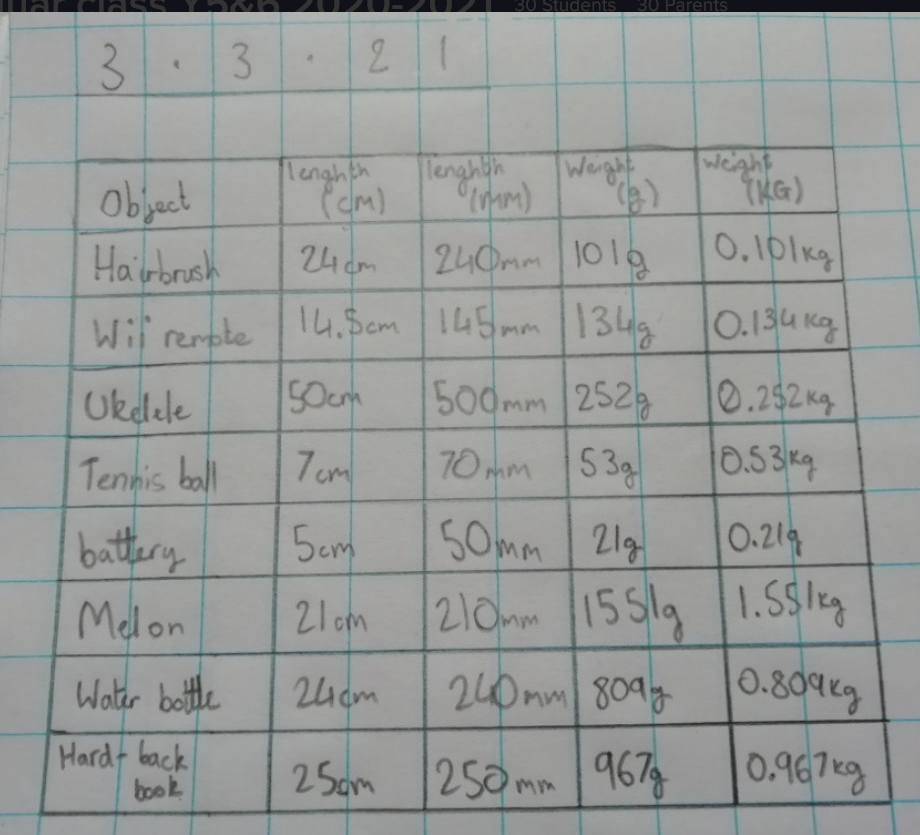 class Y5&6 2020-2021 30 Students 30 Parents
3.3.21
Object lenghth (cm) lenghth (mm) Weight (g) Weight (KG)
Hairbrush 24cm 240mm 101g 0.101kg
Wii remote 14.5cm 145mm 134g 0.134kg
Ukelele 50cm 500mm 252g 0.252kg
Tennis ball 7cm 70mm 53g 0.53kg
battery 5cm 50mm 21g 0.21g
Melon 21cm 210mm 1551g 1.551kg
Water bottle 24cm 240mm 809g 0.809kg
Hard-back book 25cm 250mm 967g 0.967kg